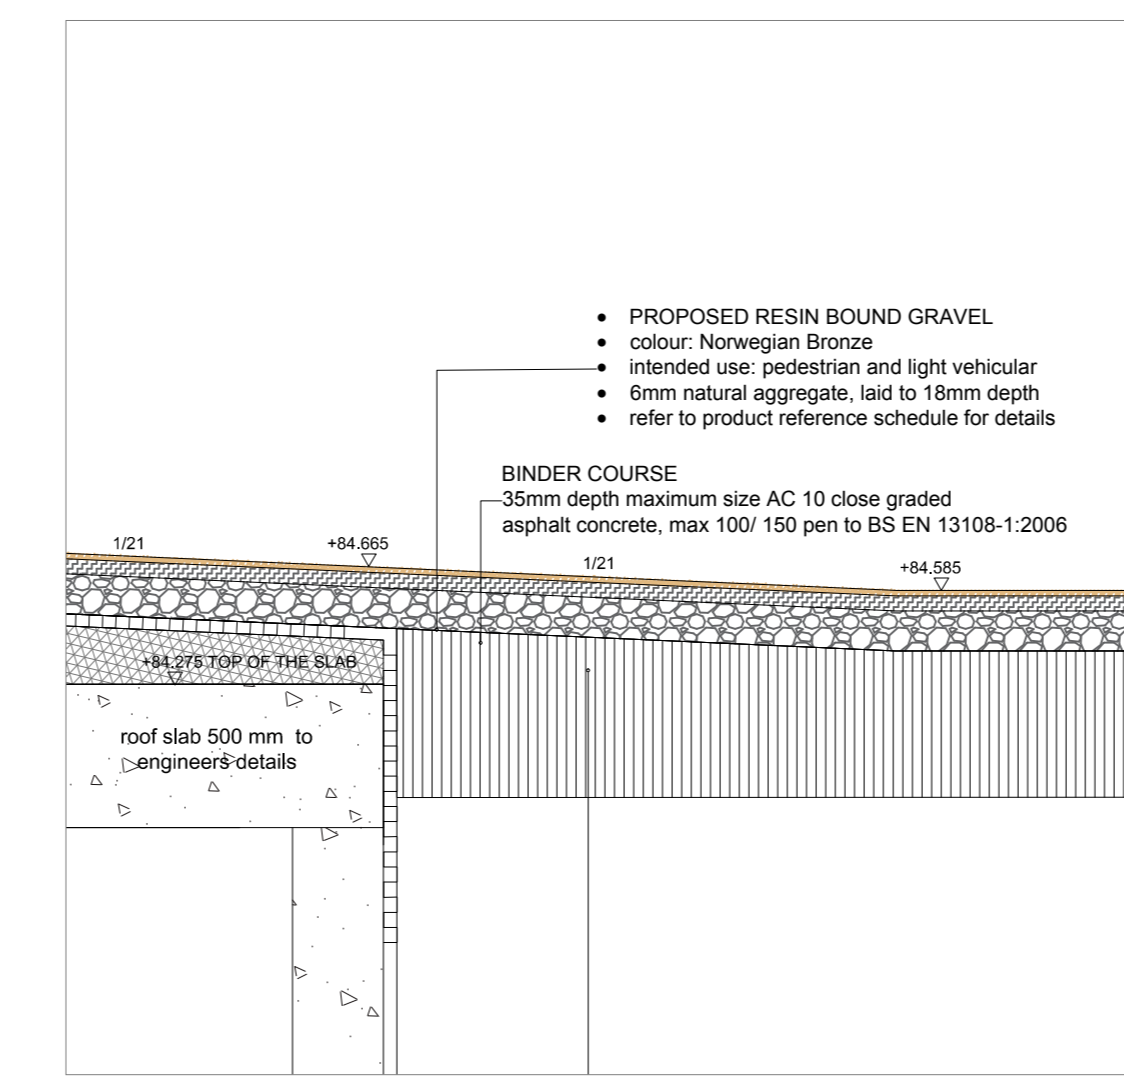 • PROPOSED RESIN BOUND GRAVEL
• colour: Norwegian Bronze
• intended use: pedestrian and light vehicular
• 6mm natural aggregate, laid to 18mm depth
• refer to product reference schedule for details
BINDER COURSE
35mm depth maximum size AC 10 close graded
asphalt concrete, max 100/ 150 pen to BS EN 13108-1:2006
1/21
+84.665
1/21
+84.585
+84.275 TOP OF THE SLAB
roof slab 500 mm to
engineers details